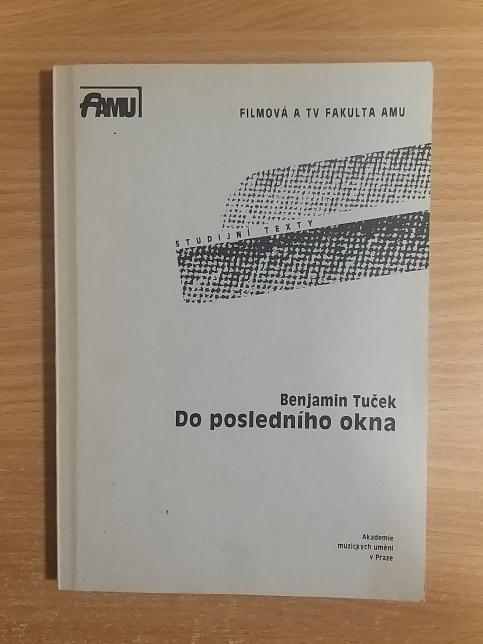 FAMU
FILMOVÁ A TV FAKULTA AMU
STUDIJNÍ TEXTY
Benjamin Tuček
Do posledního okna
Akademie
múzických umění
v Praze